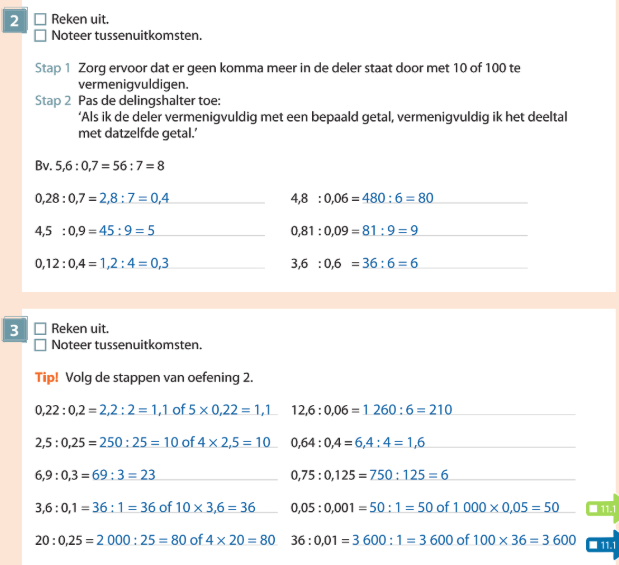 2 Reken uit.
Noteer tussenuitkomsten.
Stap 1 Zorg ervoor dat er geen komma meer in de deler staat door met 10 of 100 te
vermenigvuldigen.
Stap 2 Pas de delingshalter toe:
‘Als ik de deler vermenigvuldig met een bepaald getal, vermenigvuldig ik het deeltal
met datzelfde getal.’
Bv. 5,6 : 0,7 = 56 : 7 = 8
0,28 : 0,7 = 2,8 : 7 = 0,4 4,8 : 0,06 = 480 : 6 = 80
4,5 : 0,9 = 45 : 9 = 5 0,81 : 0,09 = 81 : 9 = 9
0,12 : 0,4 = 1,2 : 4 = 0,3 3,6 : 0,6 = 36 : 6 = 6
3 Reken uit.
Noteer tussenuitkomsten.
Tip! Volg de stappen van oefening 2.
0,22 : 0,2 = 2,2 : 2 = 1,1 of 5 × 0,22 = 1,1 12,6 : 0,06 = 1 260 : 6 = 210
2,5 : 0,25 = 250 : 25 = 10 of 4 × 2,5 = 10 0,64 : 0,4 = 6,4 : 4 = 1,6
6,9 : 0,3 = 69 : 3 = 23 0,75 : 0,125 = 750 : 125 = 6
3,6 : 0,1 = 36 : 1 = 36 of 10 × 3,6 = 36 0,05 : 0,001 = 50 : 1 = 50 of 1 000 × 0,05 = 50 11.1
20 : 0,25 = 2 000 : 25 = 80 of 4 × 20 = 80 36 : 0,01 = 3 600 : 1 = 3 600 of 100 × 36 = 3 600 11.1